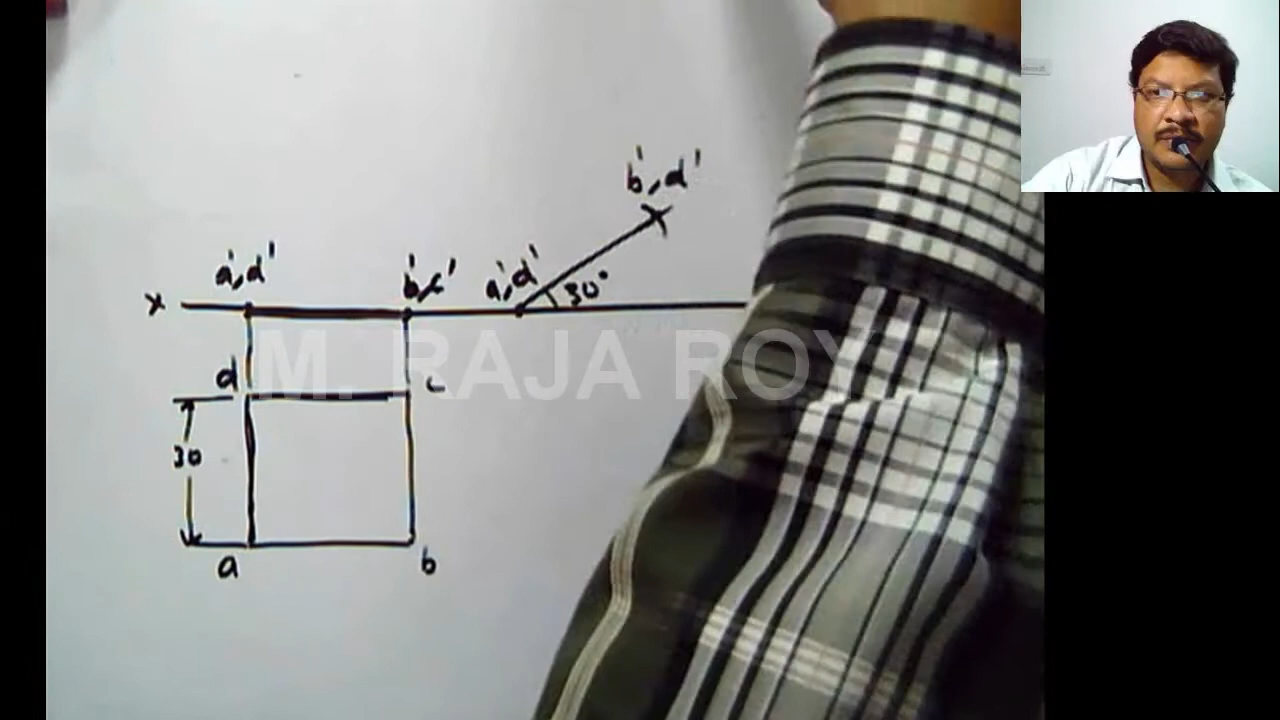 b', d'
a', d'
b', c'
a', d'
30°
x
M. RAJA ROY
d
c
30
a
b